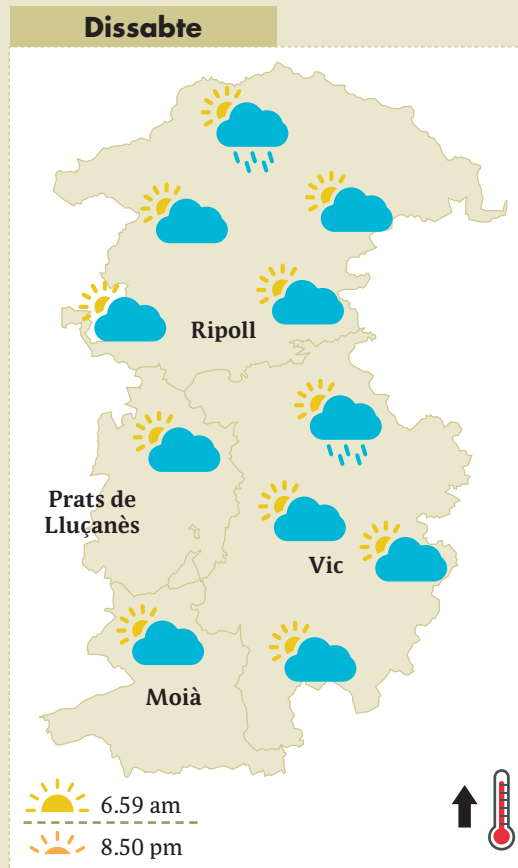 Dissabte
Ripoll
Prats de
Lluçanès
Vic
Moià
6.59 am
8.50 pm